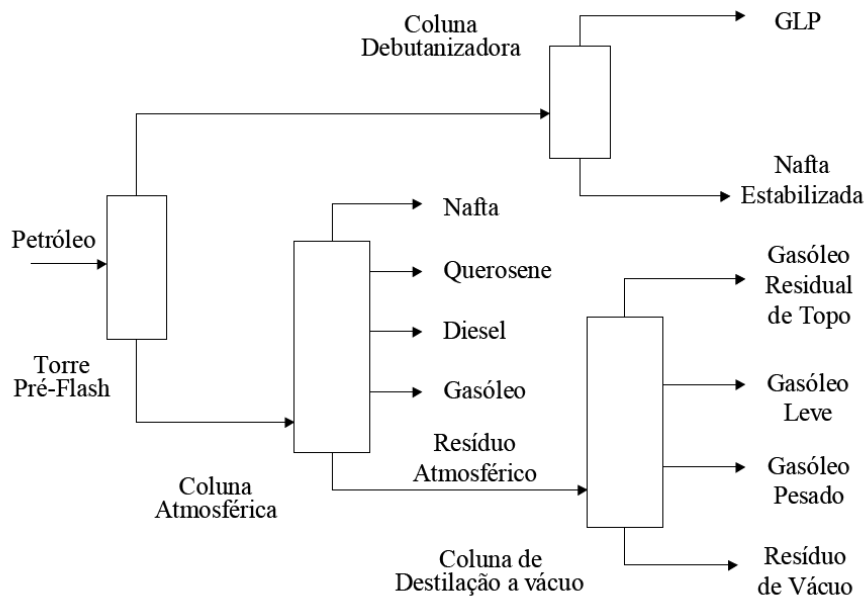 Coluna
Debutanizadora
GLP
Nafta
Estabilizada
Petróleo
Torre
Pré-Flash
Nafta
Querosene
Diesel
Gasóleo
Resíduo
Atmosférico
Coluna
Atmosférica
Gasóleo
Residual
de Topo
Gasóleo
Leve
Gasóleo
Pesado
Coluna de
Destilação a vácuo
Resíduo
de Vácuo